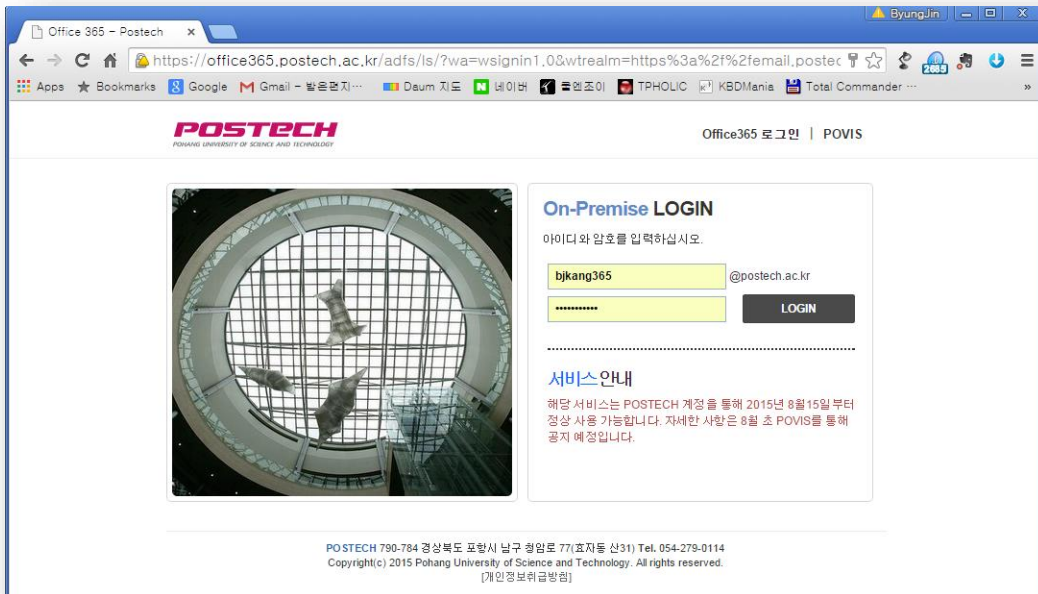 ByungJin
Office 365 - Postech
https://office365.postech.ac.kr/adfs/ls/?wa=wsignin1.0&wtrealm=https%3a%2f%2femail.postec
2689
Apps Bookmarks Google Gmail - 받은편지… Daum 지도 네이버 풀엔조이 TPHOLIC KBDMania Total Commander … »
POSTECH
POHANG UNIVERSITY OF SCIENCE AND TECHNOLOGY
Office365 로그인 | POVIS
On-Premise LOGIN
아이디와 암호를 입력하십시오.
bjkang365 @postech.ac.kr
••••••••••• LOGIN
서비스안내
해당 서비스는 POSTECH 계정을 통해 2015년 8월15일부터
정상 사용 가능합니다. 자세한 사항은 8월 초 POVIS를 통해
공지 예정입니다.
POSTECH 790-784 경상북도 포항시 남구 청암로 77(효자동 산31) Tel. 054-279-0114
Copyright(c) 2015 Pohang University of Science and Technology. All rights reserved.
[개인정보취급방침]